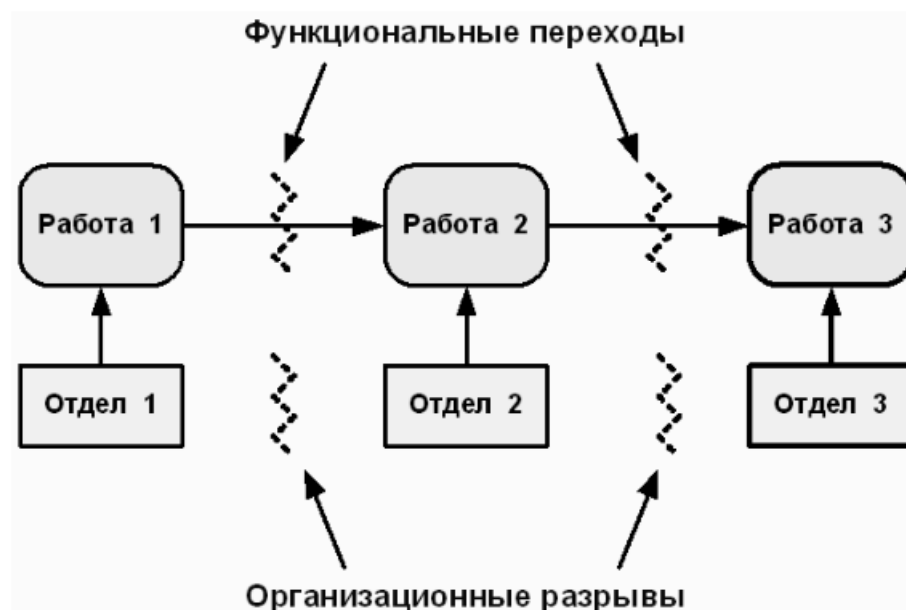 Функциональные переходы
Работа 1
Работа 2
Работа 3
Отдел 1
Отдел 2
Отдел 3
Организационные разрывы